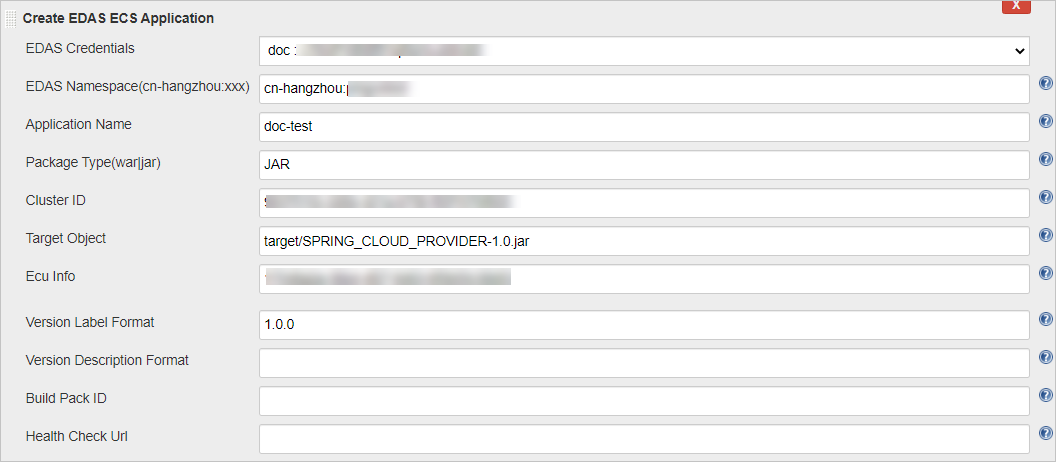 X
Create EDAS ECS Application
EDAS Credentials
doc :
EDAS Namespace(cn-hangzhou:xxx)
cn-hangzhou:
Application Name
doc-test
Package Type(war|jar)
JAR
Cluster ID
Target Object
target/SPRING_CLOUD_PROVIDER-1.0.jar
Ecu Info
Version Label Format
1.0.0
Version Description Format
Build Pack ID
Health Check Url